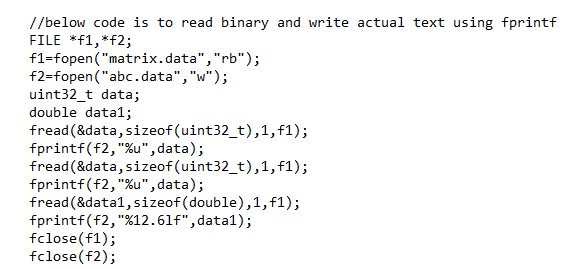 //below code is to read binary and write actual text using fprintf
FILE *f1,*f2;
f1=fopen("matrix.data","rb");
f2=fopen("abc.data","w");
uint32_t data;
double data1;
fread(&data,sizeof(uint32_t),1,f1);
fprintf(f2,"%u",data);
fread(&data,sizeof(uint32_t),1,f1);
fprintf(f2,"%u",data);
fread(&data1,sizeof(double),1,f1);
fprintf(f2,"%12.6lf",data1);
fclose(f1);
fclose(f2);